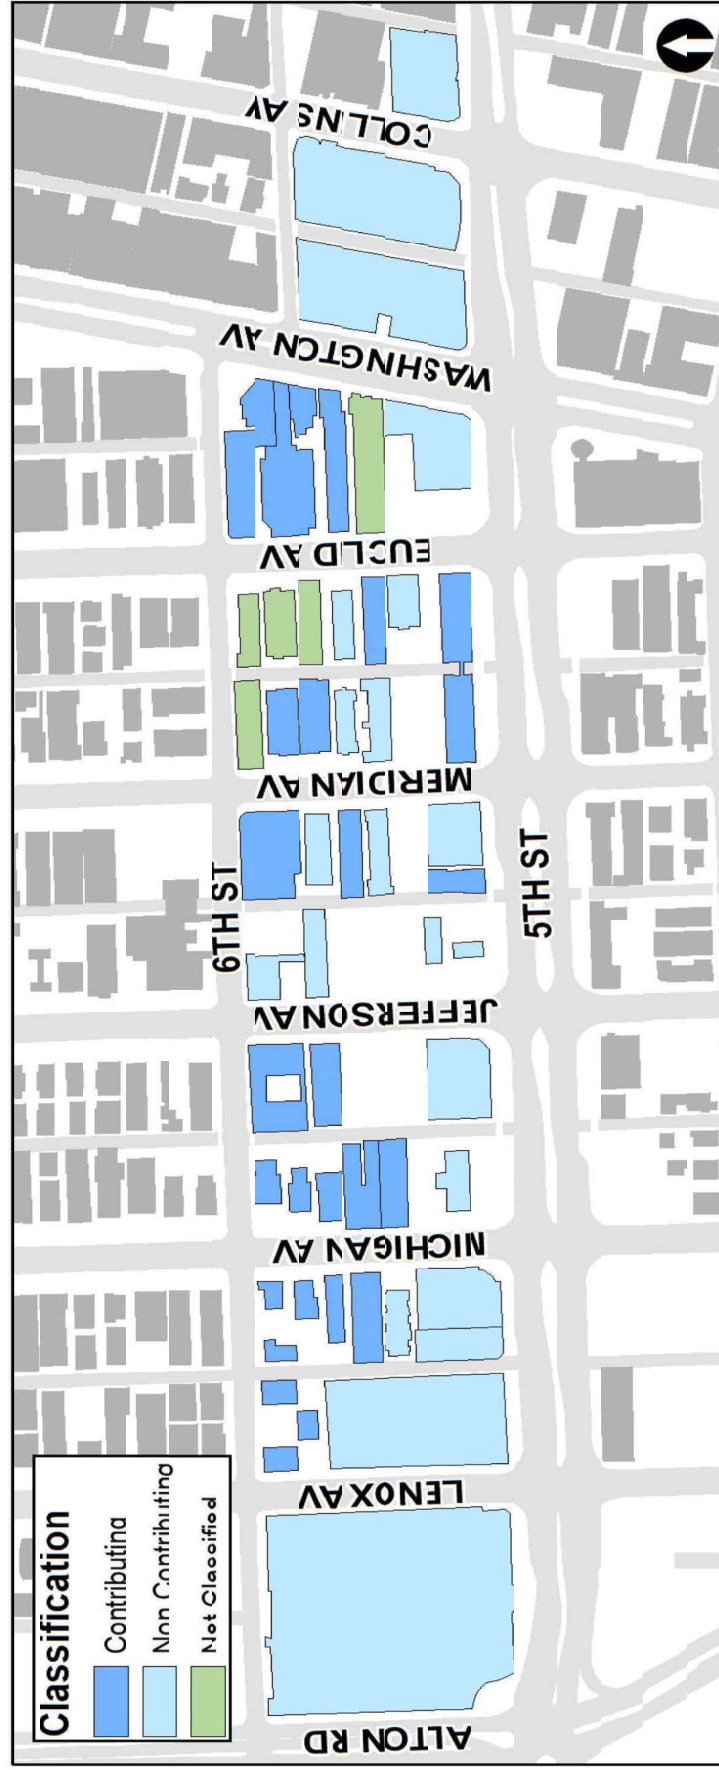 Classification
Contributing
Non Contributing
Not Classified
6TH ST
5TH ST
ALTON RD
LENOX AV
MICHIGAN AV
JEFFERSON AV
MERIDIAN AV
EUCLID AV
WASHINGTON AV
COLLINS AV